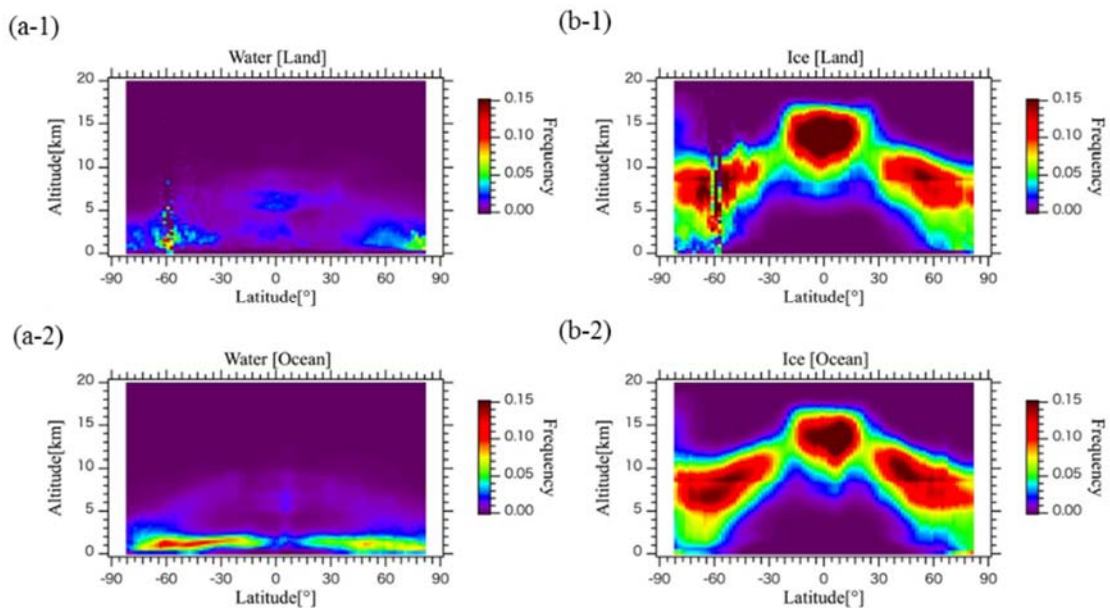 (a-1)
Water [Land]
20
15
10
5
0
Altitude[km]
-90 -60 -30 0 30 60 90
Latitude[°]
0.15
0.10
0.05
0.00
Frequency
(b-1)
Ice [Land]
20
15
10
5
0
Altitude[km]
-90 -60 -30 0 30 60 90
Latitude[°]
0.15
0.10
0.05
0.00
Frequency
(a-2)
Water [Ocean]
20
15
10
5
0
Altitude[km]
-90 -60 -30 0 30 60 90
Latitude[°]
0.15
0.10
0.05
0.00
Frequency
(b-2)
Ice [Ocean]
20
15
10
5
0
Altitude[km]
-90 -60 -30 0 30 60 90
Latitude[°]
0.15
0.10
0.05
0.00
Frequency